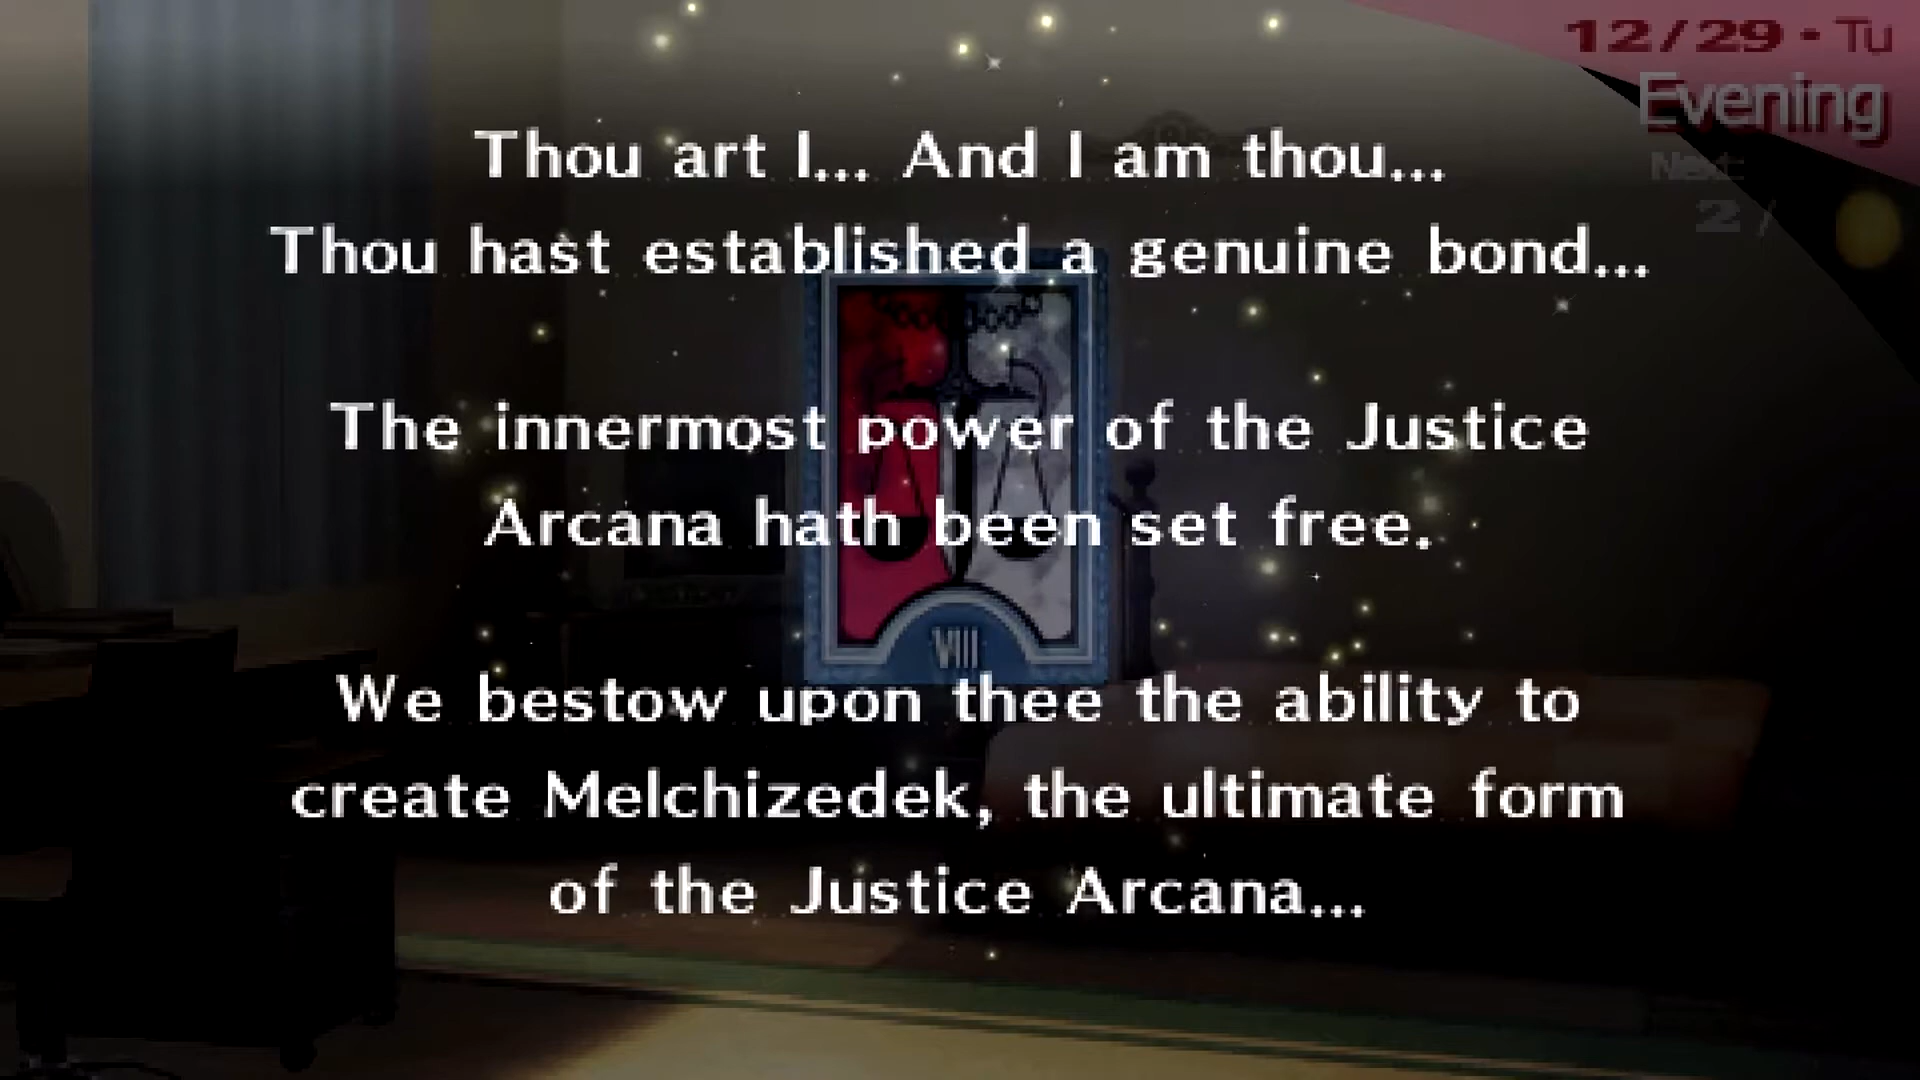 12/29 • Tu
Evening
Next:
2/
Thou art I... And I am thou...
Thou hast established a genuine bond...
The innermost power of the Justice
Arcana hath been set free.
VIII
We bestow upon thee the ability to
create Melchizedek, the ultimate form
of the Justice Arcana...